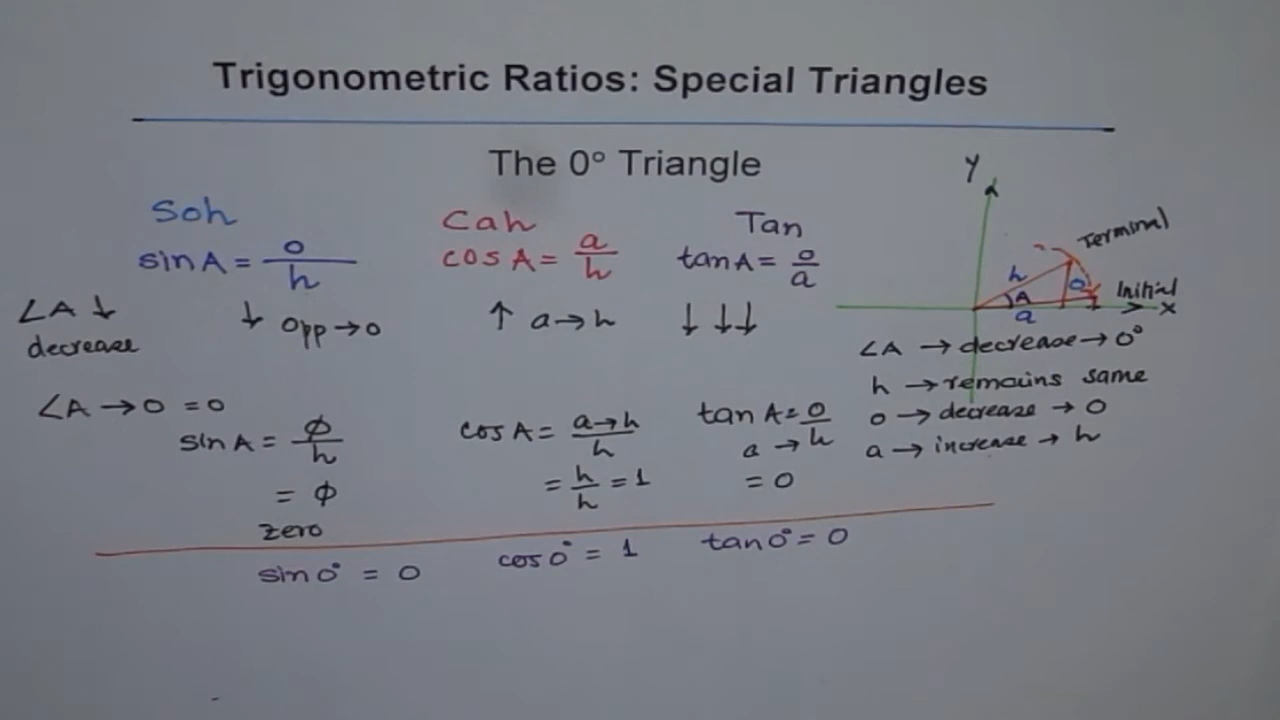 Trigonometric Ratios: Special Triangles
The 0° Triangle
Soh
sin A = o/h
∠A ↓
decrease
↓ opp → 0
∠A → 0 = 0
sin A = ϕ/h
= ϕ
zero
sin 0° = 0
Cah
cos A = a/h
↑ a → h
cos A = a→h/h
= h/h = 1
cos 0° = 1
Tan
tan A = o/a
↓ ↓↓
tan A = 0/h
a →
= 0
tan 0° = 0
Y
Terminal
h
o
A
Initial
a
X
∠A → decrease → 0°
h → remains same
o → decrease → 0
a → increase → h